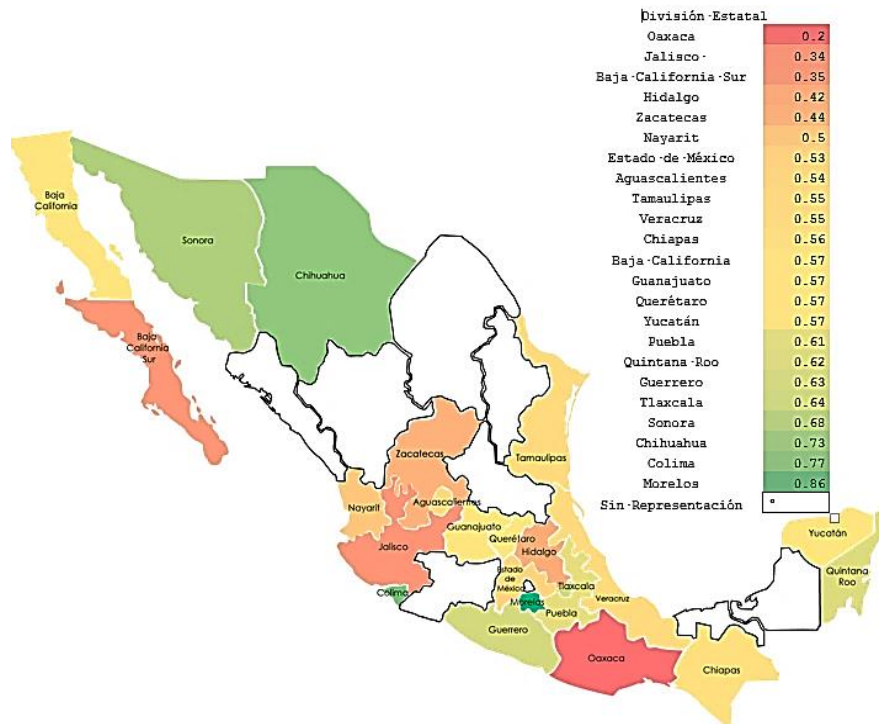 División·Estatal
Oaxaca 0.2
Jalisco· 0.34
Baja·California·Sur 0.35
Hidalgo 0.42
Zacatecas 0.44
Nayarit 0.5
Estado·de·México 0.53
Aguascalientes 0.54
Tamaulipas 0.55
Veracruz 0.55
Chiapas 0.56
Baja·California 0.57
Guanajuato 0.57
Querétaro 0.57
Yucatán 0.57
Puebla 0.61
Quintana·Roo 0.62
Guerrero 0.63
Tlaxcala 0.64
Sonora 0.68
Chihuahua 0.73
Colima 0.77
Morelos 0.86
Sin·Representación
Baja
California
Sonora
Chihuahua
Baja
California
Sur
Zacatecas
Tamaulipas
Nayarit
Aguascalientes
Guanajuato
Querétaro
Jalisco
Hidalgo
Yucatán
Quintana
Roo
Estado
de
México
Tlaxcala
Colima
Morelos
Veracruz
Puebla
Guerrero
Oaxaca
Chiapas